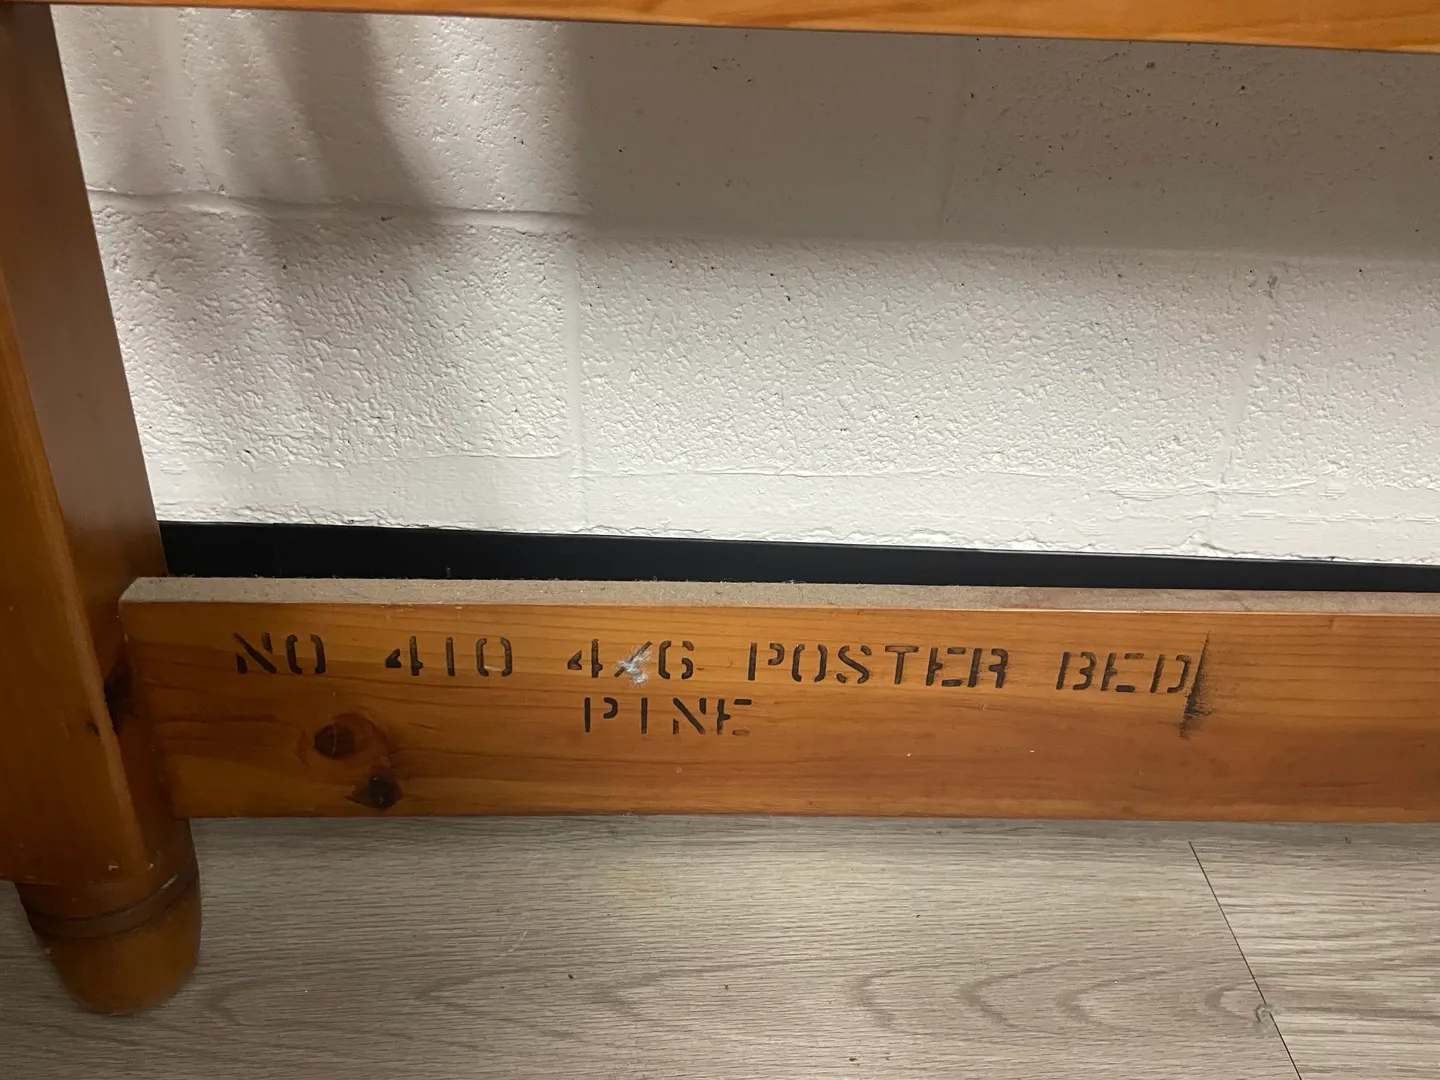 NO 410 4/6 POSTER BED
PINE